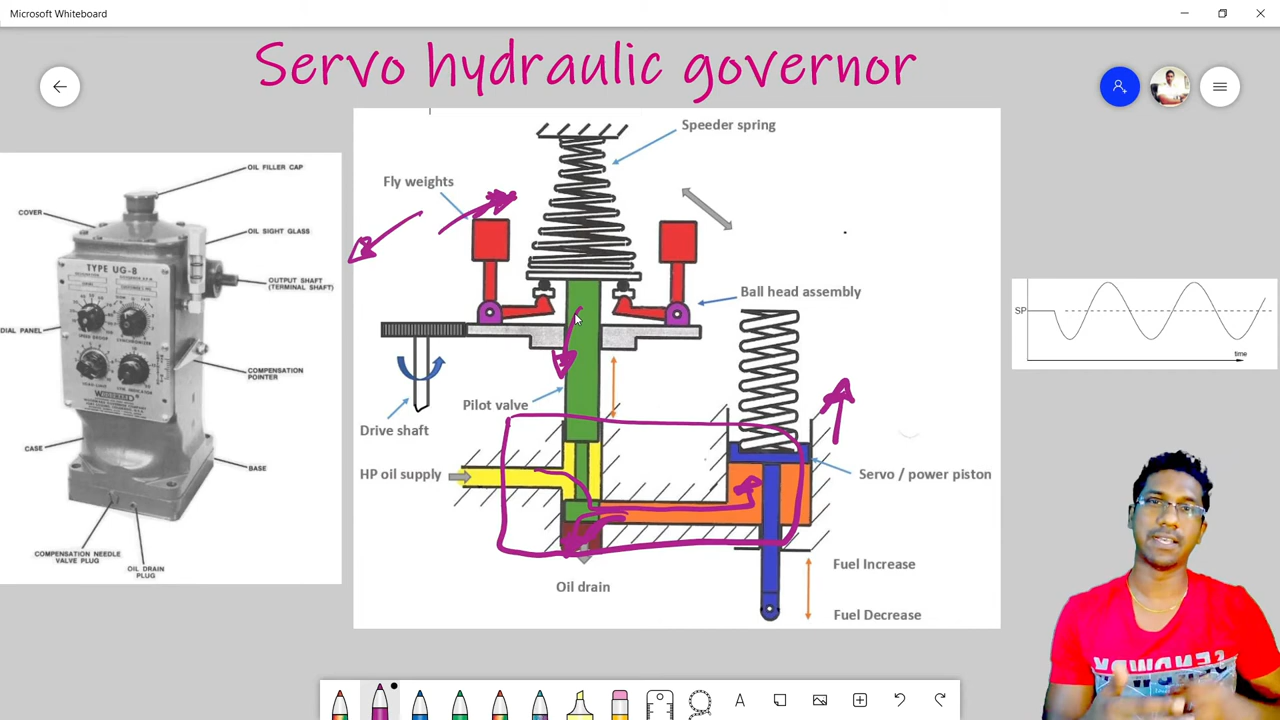 Microsoft Whiteboard
Servo hydraulic governor
OIL FILLER CAP
COVER
OIL SIGHT GLASS
TYPE UG-8
OUTPUT SHAFT
(TERMINAL SHAFT)
DIAL PANEL
COMPENSATION
POINTER
CASE
BASE
COMPENSATION NEEDLE
VALVE PLUG
OIL DRAIN
PLUG
Speeder spring
Fly weights
Ball head assembly
Pilot valve
Drive shaft
HP oil supply
Servo / power piston
Oil drain
Fuel Increase
Fuel Decrease
SP
time
A